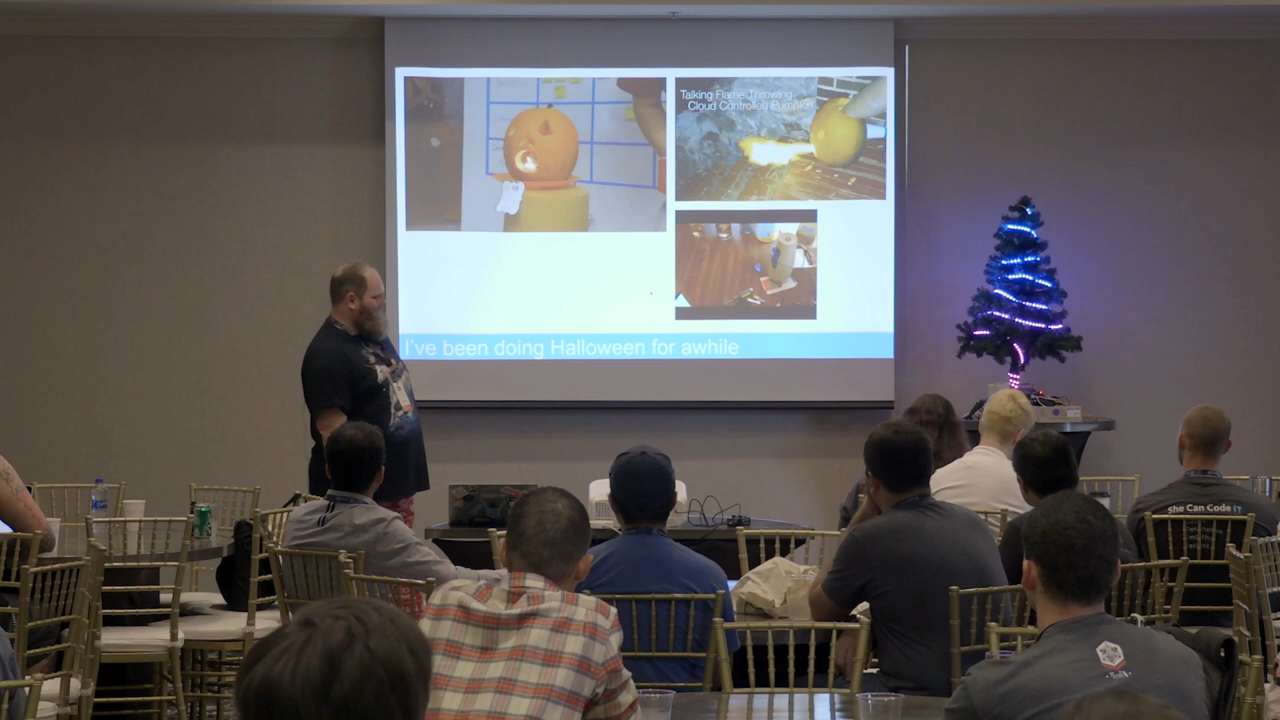 Talking Flame Throwing
Cloud Controlled Pumpkin
I've been doing Halloween for awhile
she Can Code IT